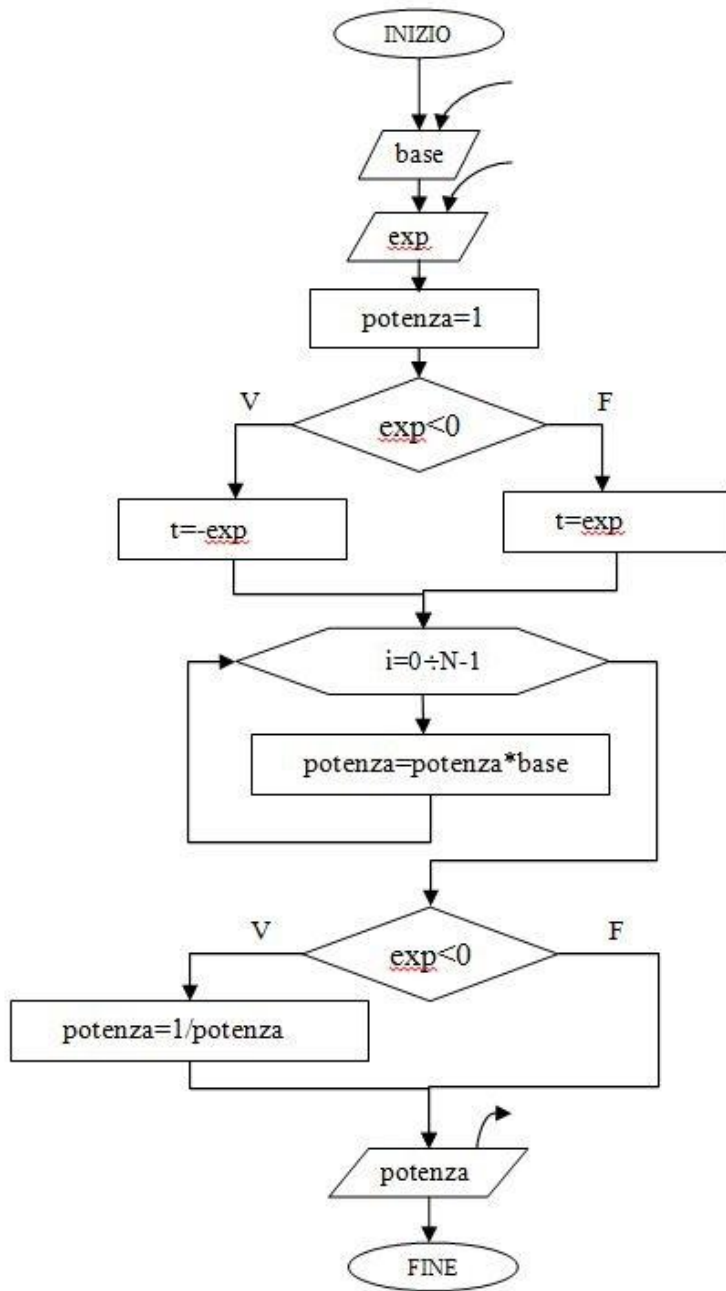 INIZIO
base
exp
potenza=1
V
F
exp<0
t=-exp
t=exp
i=0÷N-1
potenza=potenza*base
V
F
exp<0
potenza=1/potenza
potenza
FINE